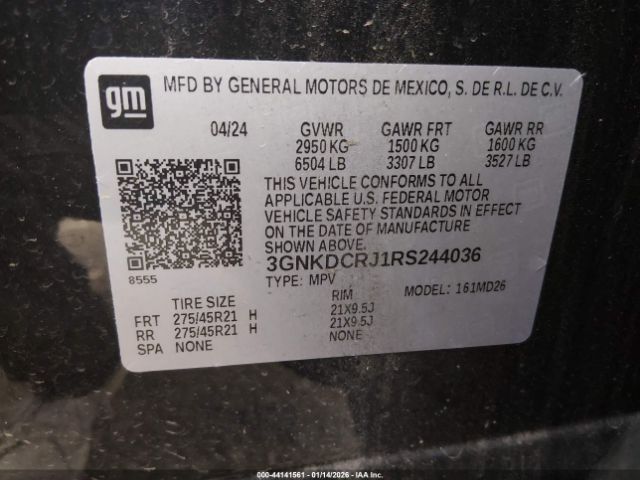 gm
MFD BY GENERAL MOTORS DE MEXICO, S. DE R.L. DE C.V.
04/24 GVWR GAWR FRT GAWR RR
2950 KG 1500 KG 1600 KG
6504 LB 3307 LB 3527 LB
THIS VEHICLE CONFORMS TO ALL
APPLICABLE U.S. FEDERAL MOTOR
VEHICLE SAFETY STANDARDS IN EFFECT
ON THE DATE OF MANUFACTURE
SHOWN ABOVE.
3GNKDCRJ1RS244036
8555
TYPE: MPV MODEL: 161MD26
TIRE SIZE RIM
FRT 275/45R21 H 21X9.5J
RR 275/45R21 H 21X9.5J
SPA NONE NONE
000-44141561 - 01/14/2026 - IAAI.COM